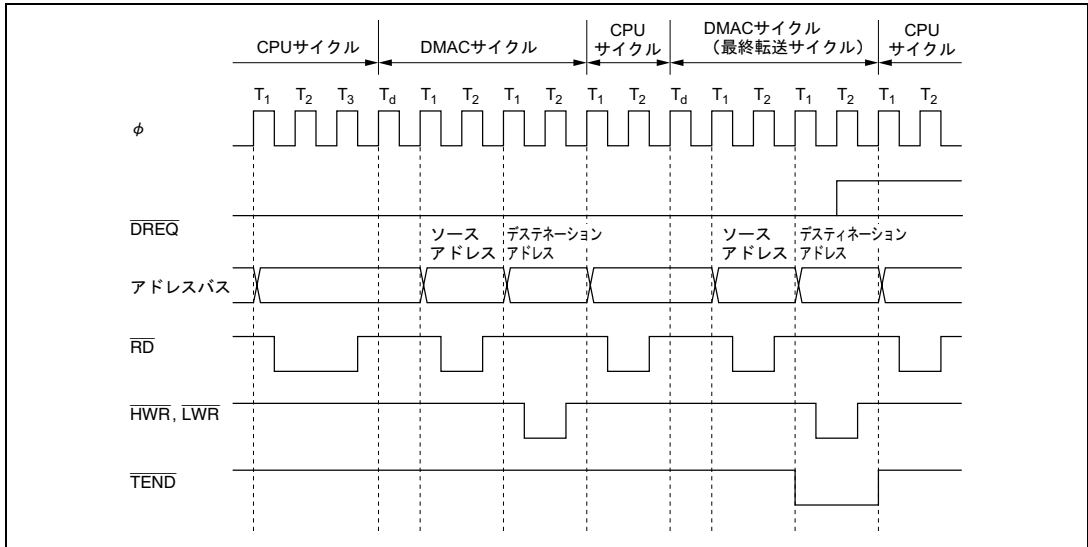 CPUサイクル DMACサイクル CPU サイクル DMACサイクル (最終転送サイクル) CPU サイクル
T1 T2 T3 Td T1 T2 T1 T2 T1 T2 Td T1 T2 T1 T2 T1 T2
φ
DREQ
ソース アドレス デステネーション アドレス ソース アドレス デスティネーション アドレス
アドレスバス
RD
HWR, LWR
TEND